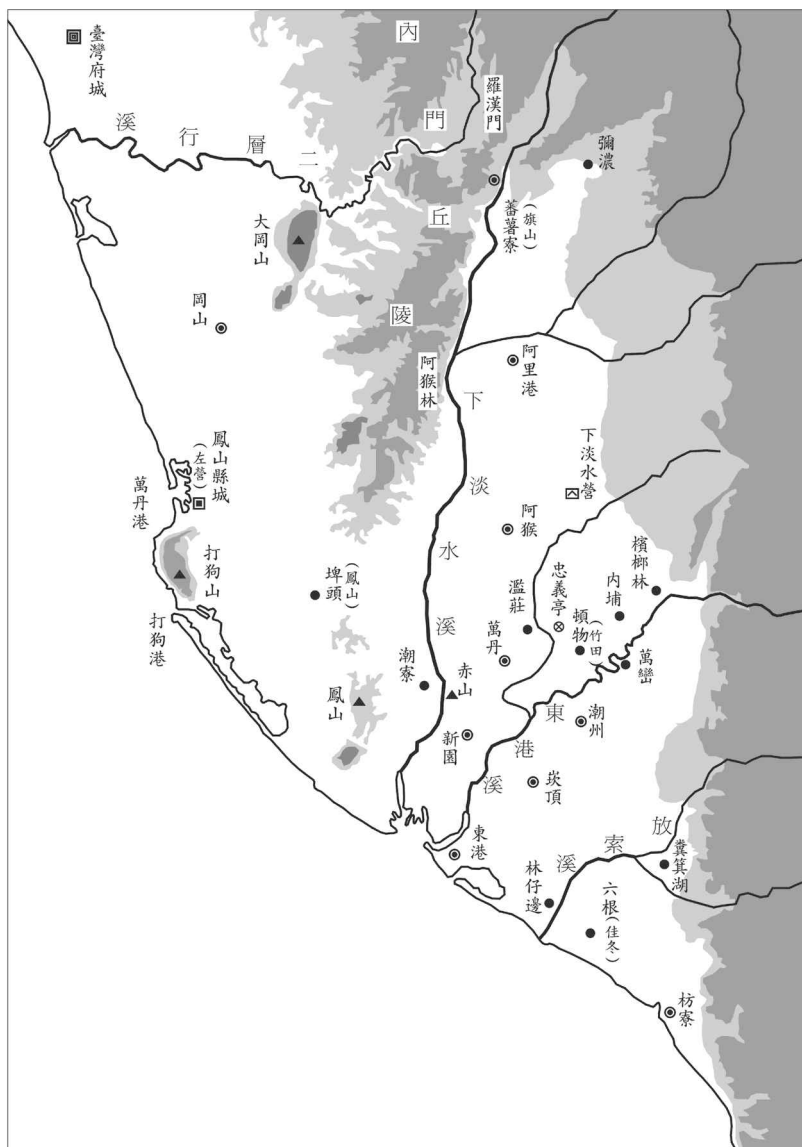 臺灣府城
內門丘陵
羅漢門
彌濃
二層行溪
蕃薯寮
(旗山)
大岡山
岡山
阿猴林
阿里港
下淡水溪
鳳山縣城
(左營)
萬丹港
下淡水營
阿猴
打狗山
打狗港
埤頭
(鳳山)
濫莊
忠義亭
檳榔林
內埔
頓物
(竹田)
萬丹
萬巒
潮寮
赤山
鳳山
新園
東港溪
潮州
崁頂
東港
放索溪
糞箕湖
林仔邊
六根
(佳冬)
枋寮